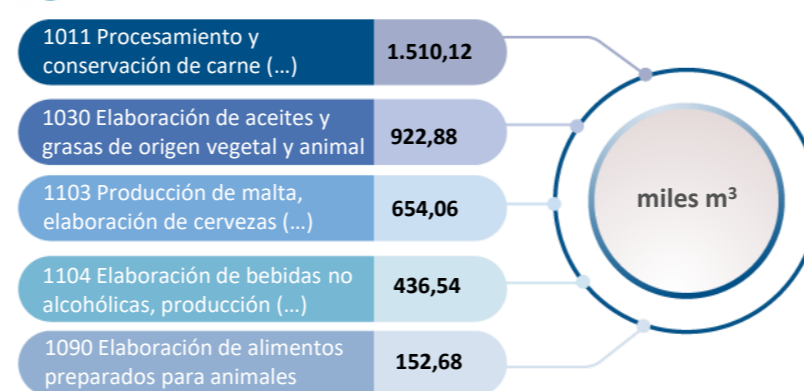 1011 Procesamiento y
conservación de carne (...)
1.510,12
1030 Elaboración de aceites y
grasas de origen vegetal y animal
922,88
1103 Producción de malta,
elaboración de cervezas (...)
654,06
1104 Elaboración de bebidas no
alcohólicas, producción (...)
436,54
1090 Elaboración de alimentos
preparados para animales
152,68
miles m³